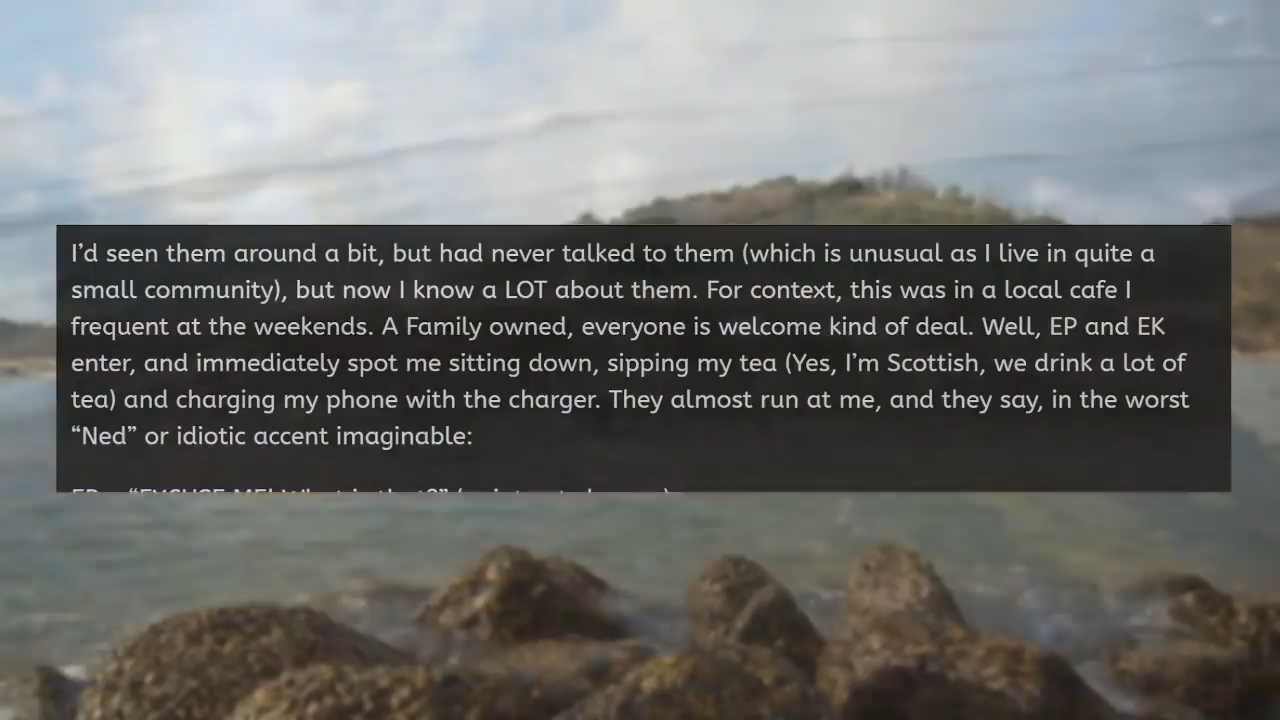 I’d seen them around a bit, but had never talked to them (which is unusual as I live in quite a
small community), but now I know a LOT about them. For context, this was in a local cafe I
frequent at the weekends. A Family owned, everyone is welcome kind of deal. Well, EP and EK
enter, and immediately spot me sitting down, sipping my tea (Yes, I’m Scottish, we drink a lot of
tea) and charging my phone with the charger. They almost run at me, and they say, in the worst
“Ned” or idiotic accent imaginable: